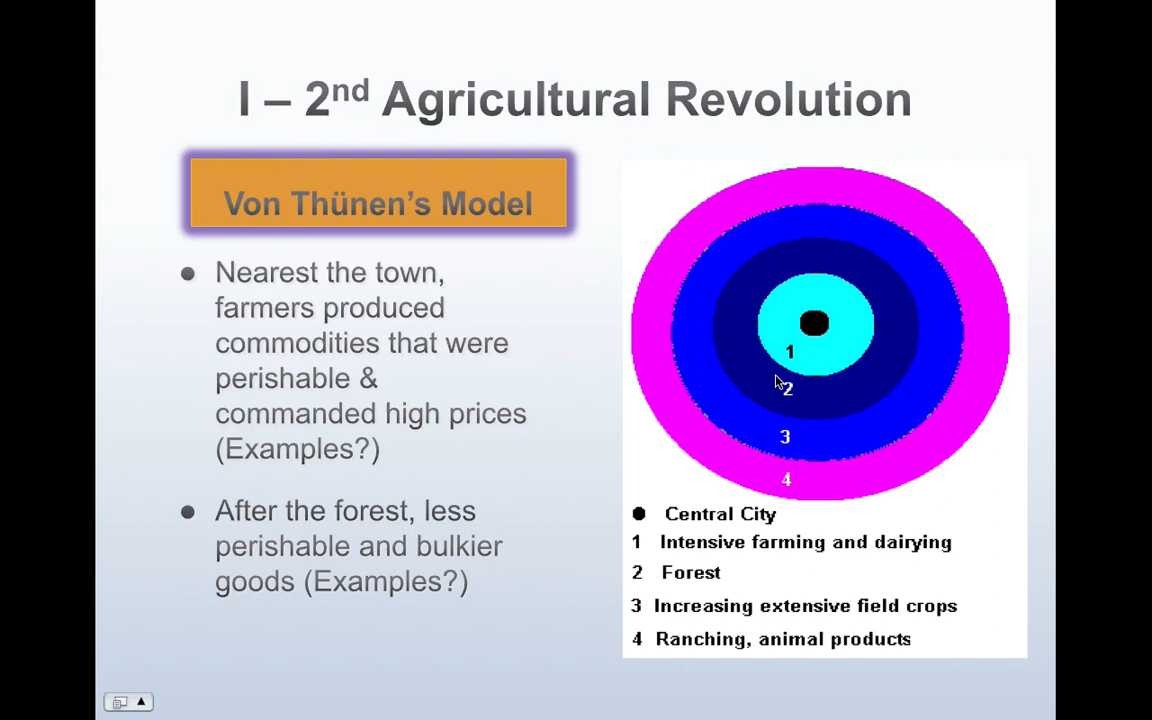 I – 2nd Agricultural Revolution
Von Thünen's Model
● Nearest the town,
farmers produced
commodities that were
perishable &
commanded high prices
(Examples?)
● After the forest, less
perishable and bulkier
goods (Examples?)
1
2
3
4
● Central City
1 Intensive farming and dairying
2 Forest
3 Increasing extensive field crops
4 Ranching, animal products